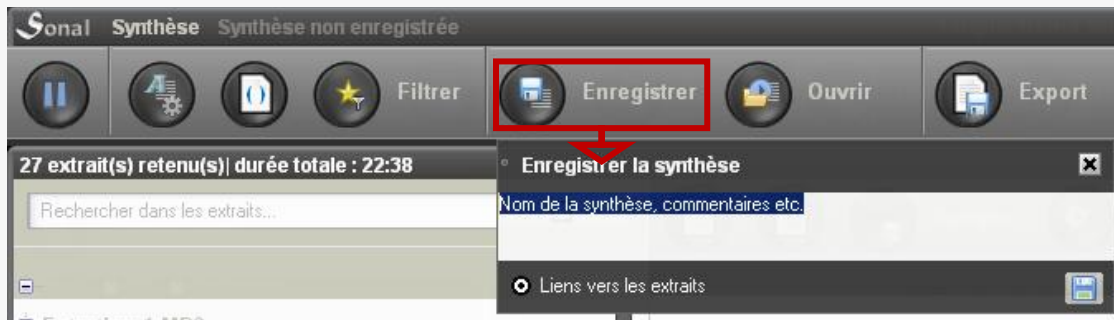 Sonal Synthèse Synthèse non enregistrée
Filtrer Enregistrer Ouvrir Export
27 extrait(s) retenu(s)| durée totale : 22:38
Enregistrer la synthèse
Rechercher dans les extraits...
Nom de la synthèse, commentaires etc.
Liens vers les extraits